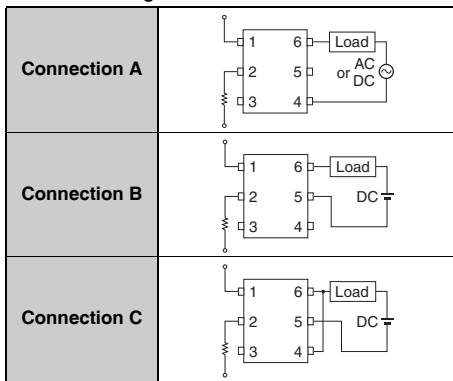 Connection A
1 6 Load
2 5 or AC DC
3 4
Connection B
1 6 Load
2 5 DC
3 4
Connection C
1 6 Load
2 5 DC
3 4